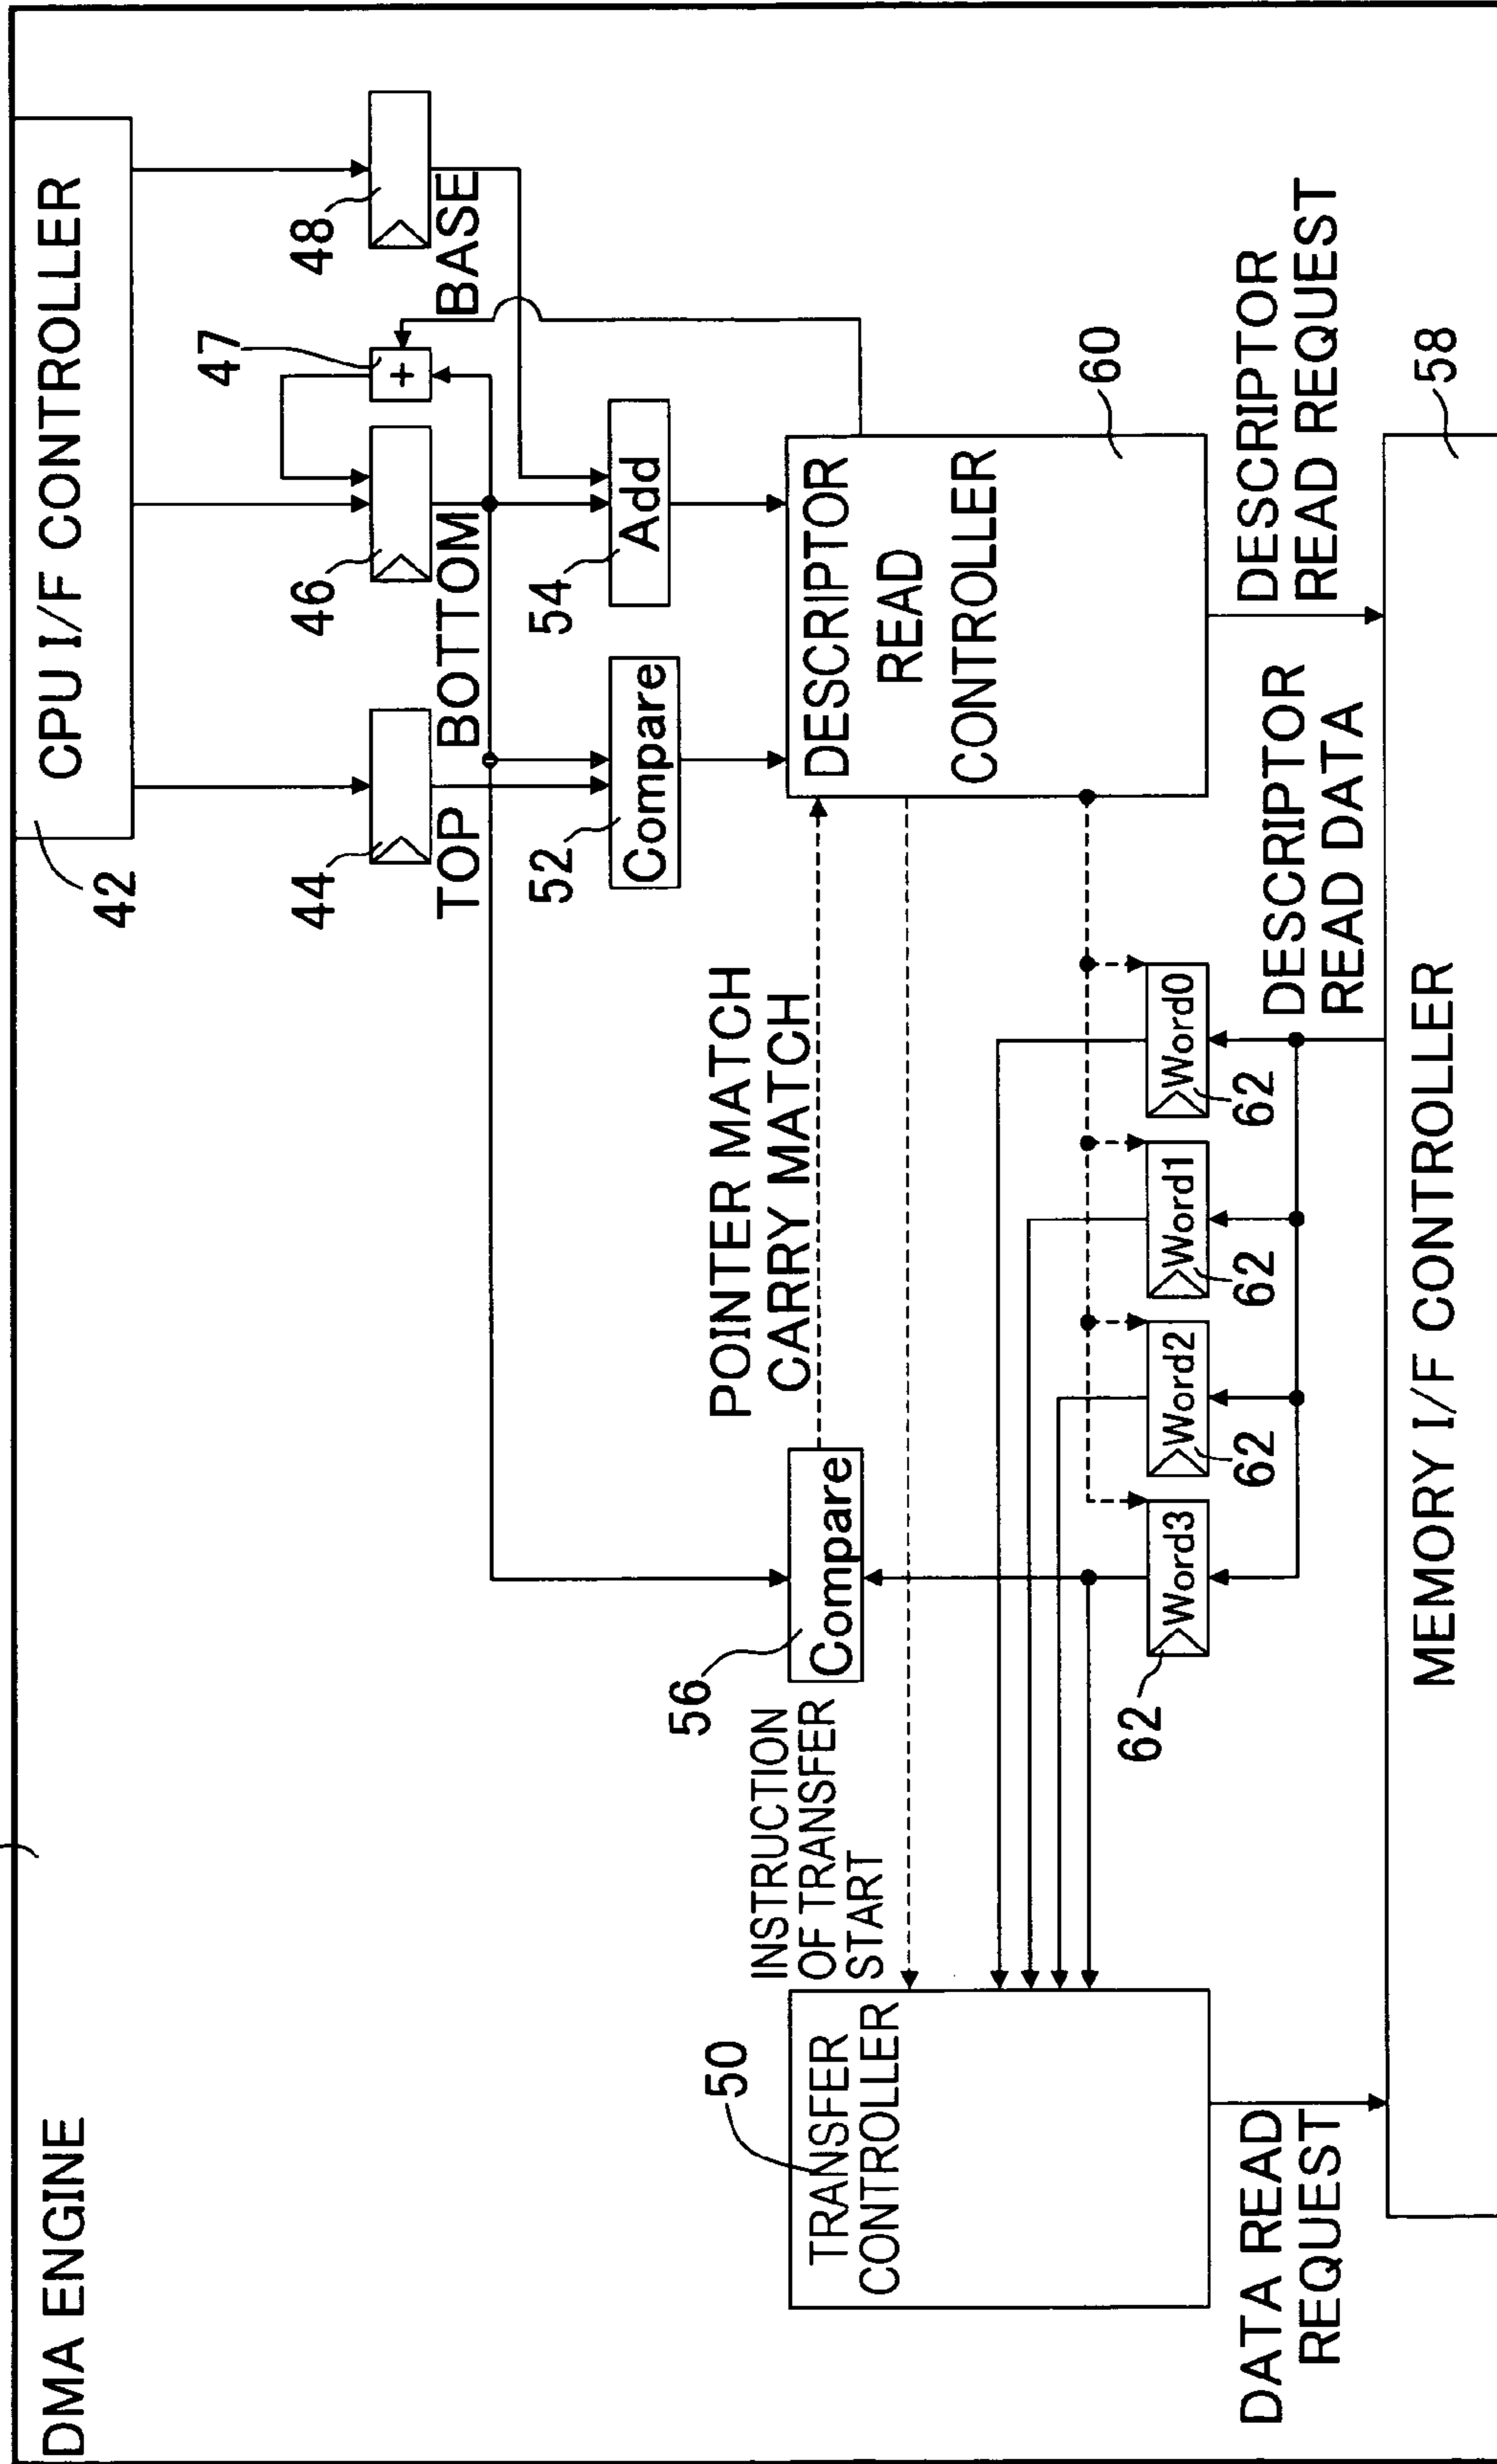 DMA ENGINE
CPU I/F CONTROLLER
42
44
46
47
48
TOP
BOTTOM
BASE
+
52
54
Compare
Add
POINTER MATCH
CARRY MATCH
56
Compare
INSTRUCTION
OF TRANSFER
START
50
TRANSFER
CONTROLLER
DESCRIPTOR
READ
CONTROLLER
60
62
Word3
62
Word2
62
Word1
62
Word0
DATA READ
REQUEST
DESCRIPTOR
READ DATA
DESCRIPTOR
READ REQUEST
MEMORY I/F CONTROLLER
58